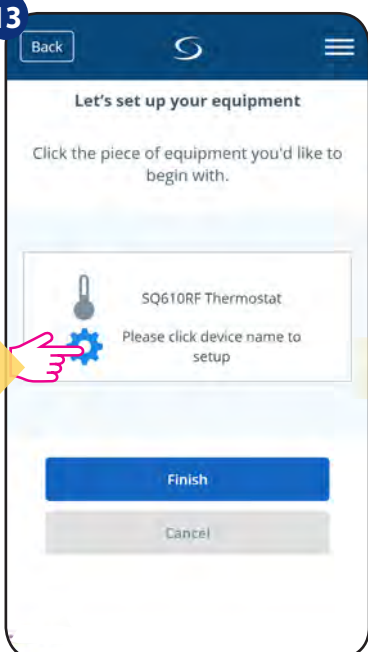 13
Back
Let's set up your equipment
Click the piece of equipment you'd like to
begin with.
SQ610RF Thermostat
Please click device name to
setup
Finish
Cancel